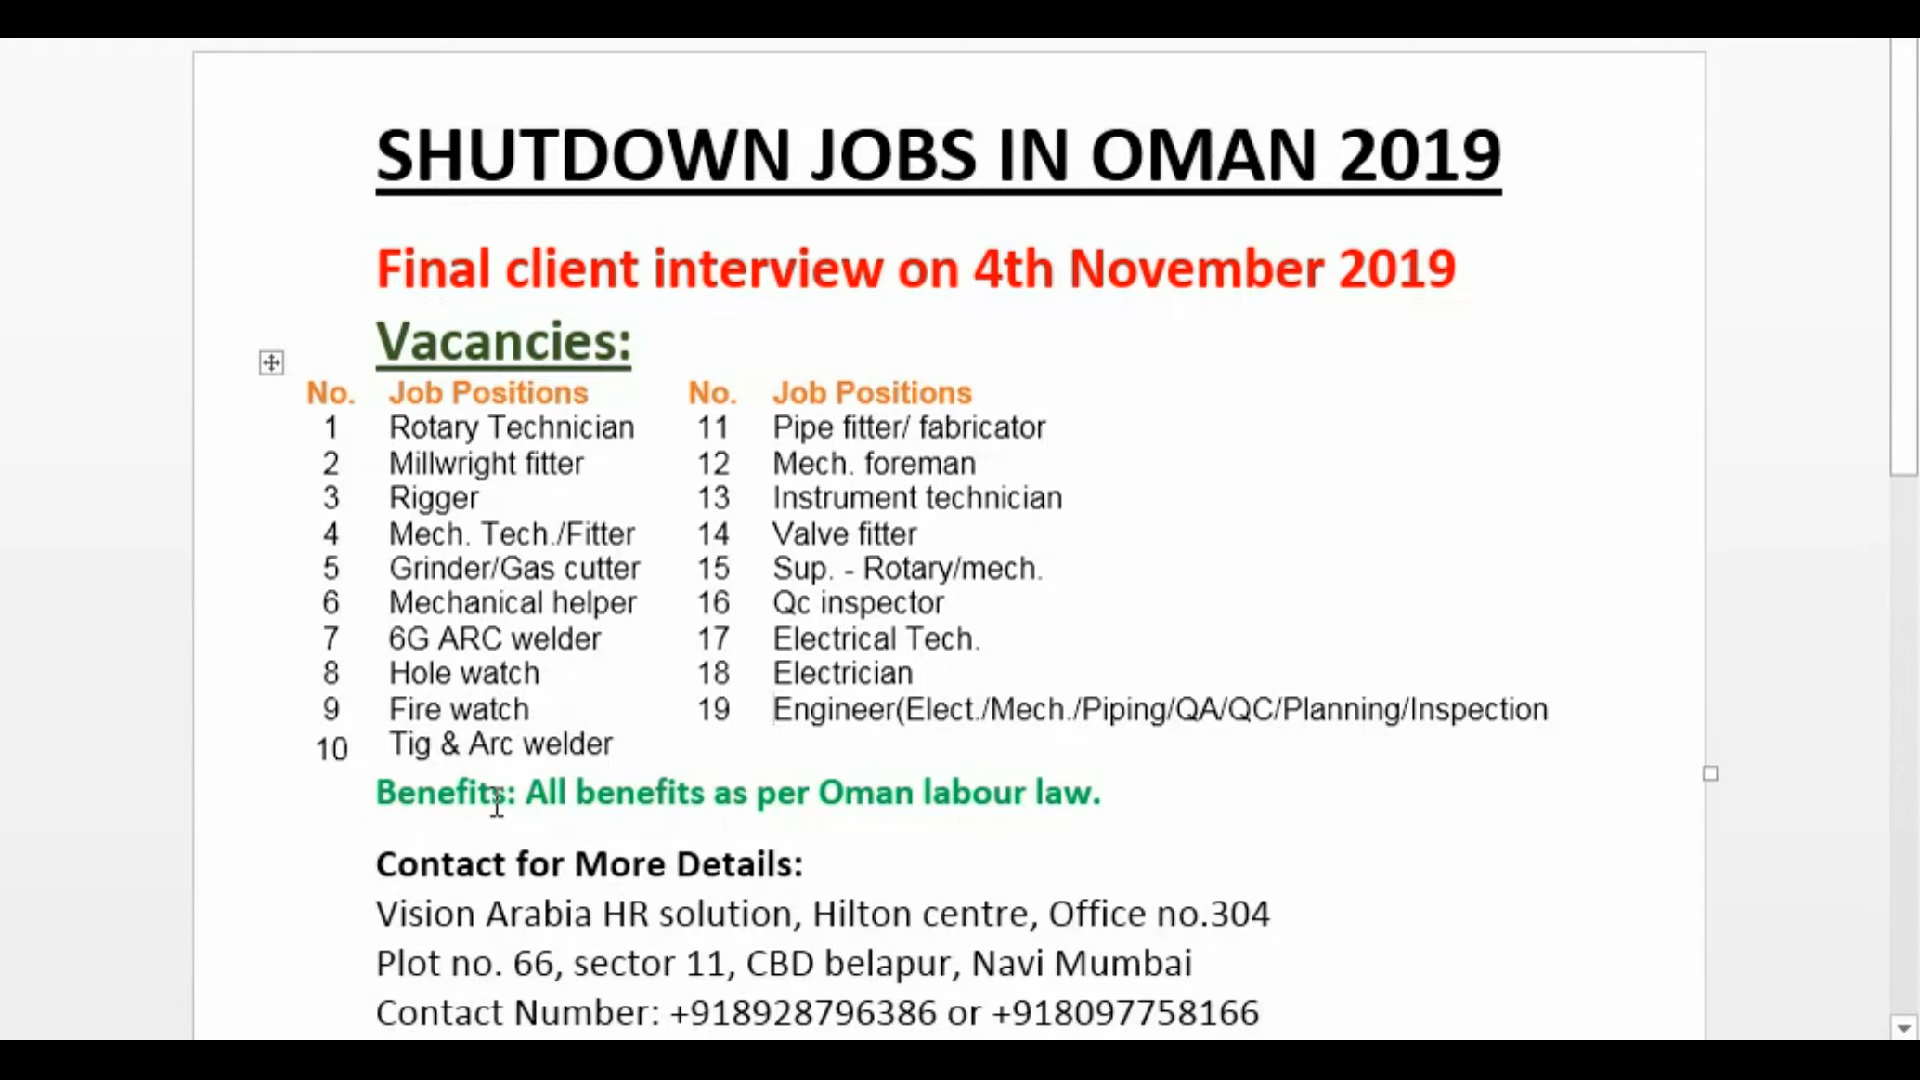 SHUTDOWN JOBS IN OMAN 2019
Final client interview on 4th November 2019
Vacancies:
No. Job Positions No. Job Positions
1 Rotary Technician 11 Pipe fitter/ fabricator
2 Millwright fitter 12 Mech. foreman
3 Rigger 13 Instrument technician
4 Mech. Tech./Fitter 14 Valve fitter
5 Grinder/Gas cutter 15 Sup. - Rotary/mech.
6 Mechanical helper 16 Qc inspector
7 6G ARC welder 17 Electrical Tech.
8 Hole watch 18 Electrician
9 Fire watch 19 Engineer(Elect./Mech./Piping/QA/QC/Planning/Inspection
10 Tig & Arc welder
Benefits: All benefits as per Oman labour law.
Contact for More Details:
Vision Arabia HR solution, Hilton centre, Office no.304
Plot no. 66, sector 11, CBD belapur, Navi Mumbai
Contact Number: +918928796386 or +918097758166